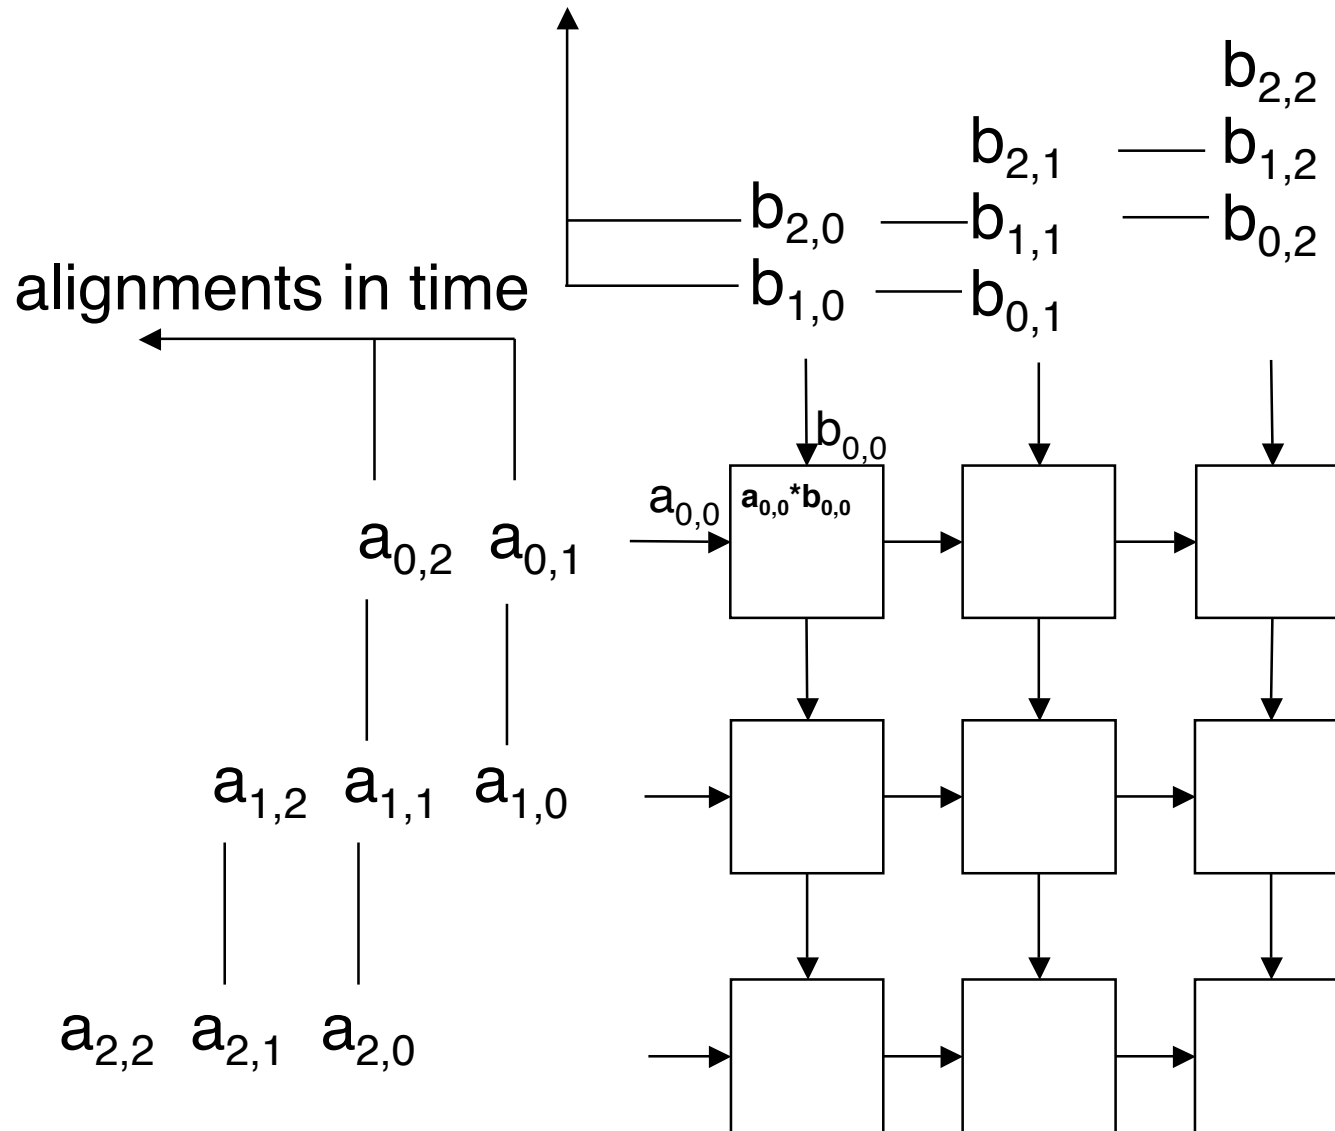 b2,2
b2,1 b1,2
b2,0 b1,1 b0,2
b1,0 b0,1
alignments in time
b0,0
a0,0 a0,0*b0,0
a0,2 a0,1
a1,2 a1,1 a1,0
a2,2 a2,1 a2,0